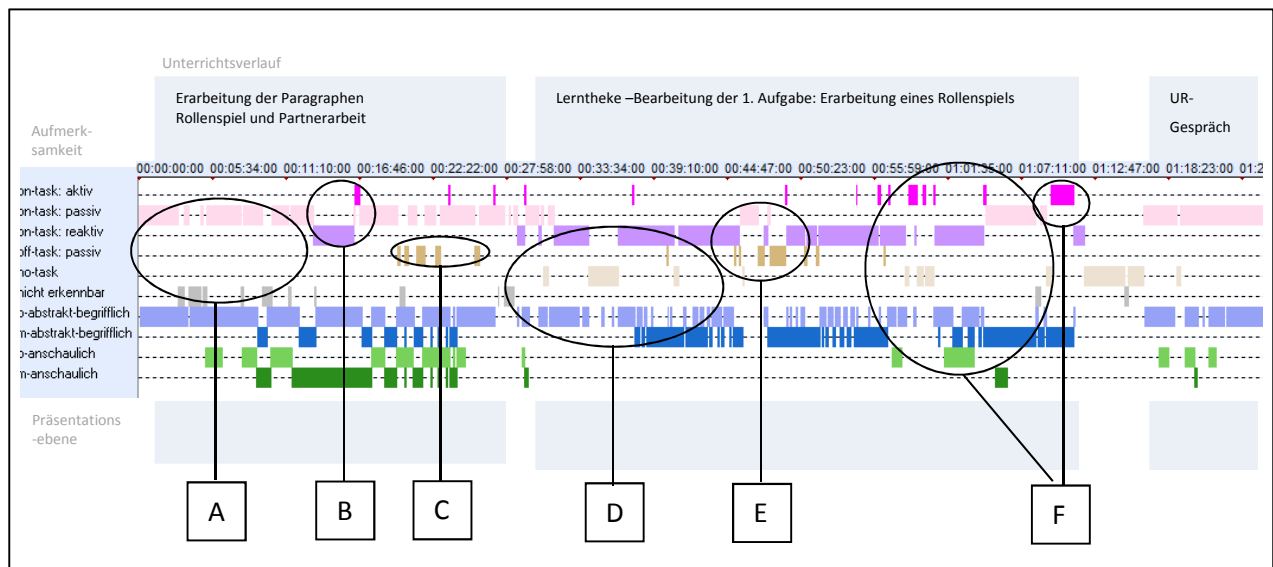 Unterrichtsverlauf
Erarbeitung der Paragraphen
Rollenspiel und Partnerarbeit
Lerntheke –Bearbeitung der 1. Aufgabe: Erarbeitung eines Rollenspiels
UR-
Gespräch
Aufmerk-
samkeit
00:00:00:00 00:05:34:00 00:11:10:00 00:16:46:00 00:22:22:00 00:27:58:00 00:33:34:00 00:39:10:00 00:44:47:00 00:50:23:00 00:55:59:00 01:01:35:00 01:07:11:00 01:12:47:00 01:18:23:00 01:2
on-task: aktiv
on-task: passiv
on-task: reaktiv
off-task: passiv
no-task
nicht erkennbar
o-abstrakt-begrifflich
m-abstrakt-begrifflich
o-anschaulich
m-anschaulich
Präsentations
-ebene
A
B
C
D
E
F